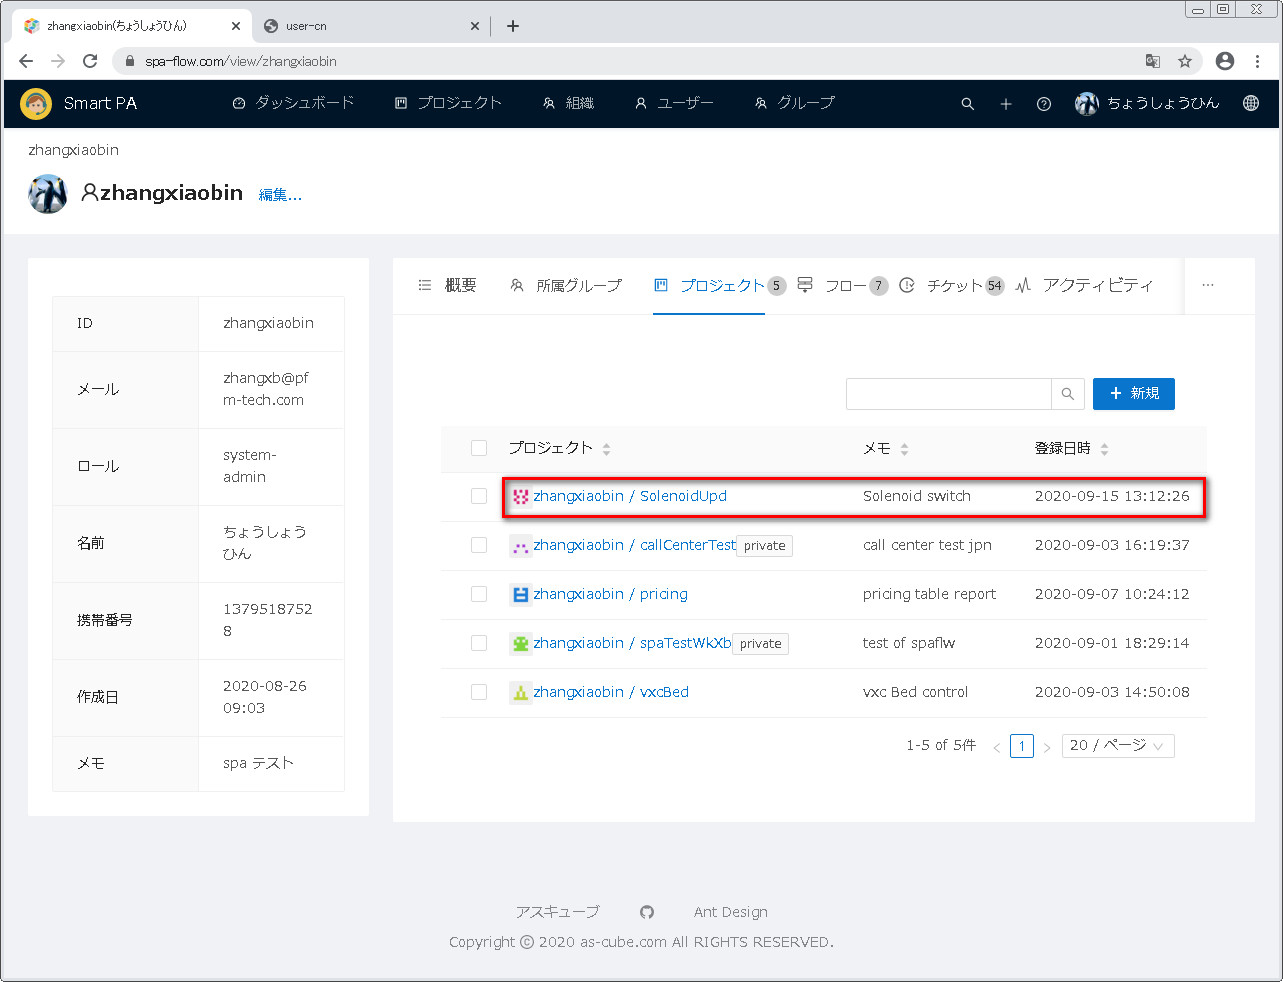 zhangxiaobin(ちょうしょうひん)
user-cn
spa-flow.com/view/zhangxiaobin
Smart PA ダッシュボード プロジェクト 組織 ユーザー グループ ちょうしょうひん
zhangxiaobin
zhangxiaobin 編集...
ID zhangxiaobin
メール zhangxb@pf
m-tech.com
ロール system-
admin
名前 ちょうしょう
ひん
携帯番号 1379518752
8
作成日 2020-08-26
09:03
メモ spa テスト
概要 所属グループ プロジェクト 5 フロー 7 チケット 54 アクティビティ ...
新規
プロジェクト メモ 登録日時
zhangxiaobin / SolenoidUpd Solenoid switch 2020-09-15 13:12:26
zhangxiaobin / callCenterTest private call center test jpn 2020-09-03 16:19:37
zhangxiaobin / pricing pricing table report 2020-09-07 10:24:12
zhangxiaobin / spaTestWkXb private test of spaflw 2020-09-01 18:29:14
zhangxiaobin / vxcBed vxc Bed control 2020-09-03 14:50:08
1-5 of 5件 < 1 > 20 / ページ
アスキューブ Ant Design
Copyright © 2020 as-cube.com All RIGHTS RESERVED.